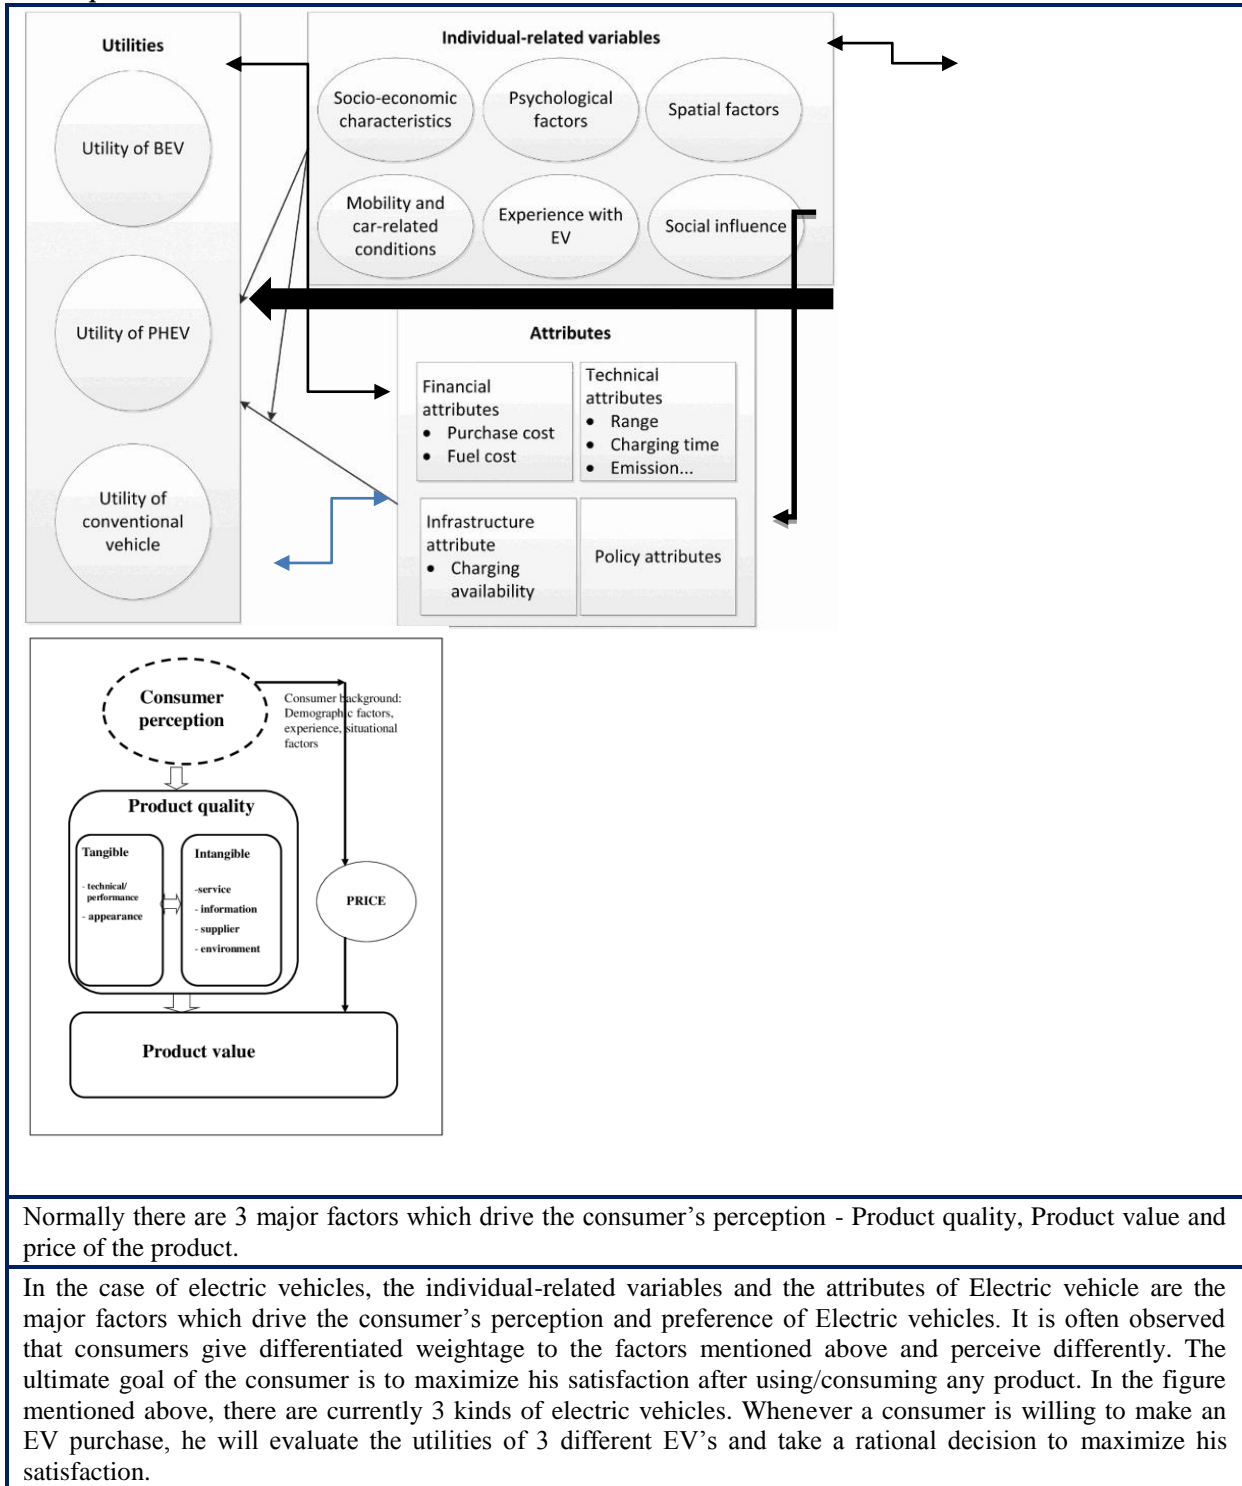 Utilities
Utility of BEV
Utility of PHEV
Utility of
conventional
vehicle
Individual-related variables
Socio-economic
characteristics
Psychological
factors
Spatial factors
Mobility and
car-related
conditions
Experience with
EV
Social influence
Attributes
Financial
attributes
• Purchase cost
• Fuel cost
Technical
attributes
• Range
• Charging time
• Emission...
Infrastructure
attribute
• Charging
availability
Policy attributes
Consumer
perception
Consumer background:
Demographic factors,
experience, situational
factors
Product quality
Tangible
- technical/
performance
- appearance
Intangible
-service
- information
- supplier
- environment
PRICE
Product value
Normally there are 3 major factors which drive the consumer’s perception - Product quality, Product value and
price of the product.
In the case of electric vehicles, the individual-related variables and the attributes of Electric vehicle are the
major factors which drive the consumer’s perception and preference of Electric vehicles. It is often observed
that consumers give differentiated weightage to the factors mentioned above and perceive differently. The
ultimate goal of the consumer is to maximize his satisfaction after using/consuming any product. In the figure
mentioned above, there are currently 3 kinds of electric vehicles. Whenever a consumer is willing to make an
EV purchase, he will evaluate the utilities of 3 different EV’s and take a rational decision to maximize his
satisfaction.